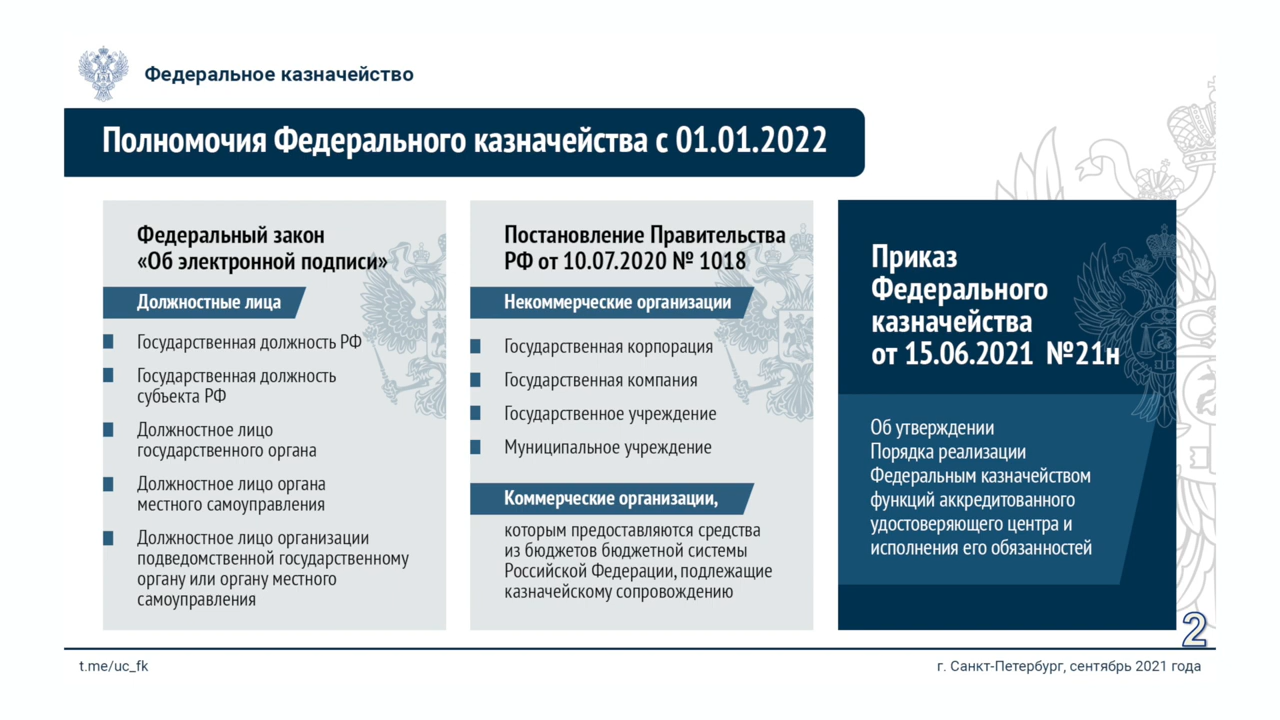 Федеральное казначейство
Полномочия Федерального казначейства с 01.01.2022
Федеральный закон
«Об электронной подписи»
Должностные лица
Государственная должность РФ
Государственная должность
субъекта РФ
Должностное лицо
государственного органа
Должностное лицо органа
местного самоуправления
Должностное лицо организации
подведомственной государственному
органу или органу местного
самоуправления
Постановление Правительства
РФ от 10.07.2020 № 1018
Некоммерческие организации
Государственная корпорация
Государственная компания
Государственное учреждение
Муниципальное учреждение
Коммерческие организации,
которым предоставляются средства
из бюджетов бюджетной системы
Российской Федерации, подлежащие
казначейскому сопровождению
Приказ
Федерального
казначейства
от 15.06.2021 №21н
Об утверждении
Порядка реализации
Федеральным казначейством
функций аккредитованного
удостоверяющего центра и
исполнения его обязанностей
2
t.me/uc_fk
г. Санкт-Петербург, сентябрь 2021 года